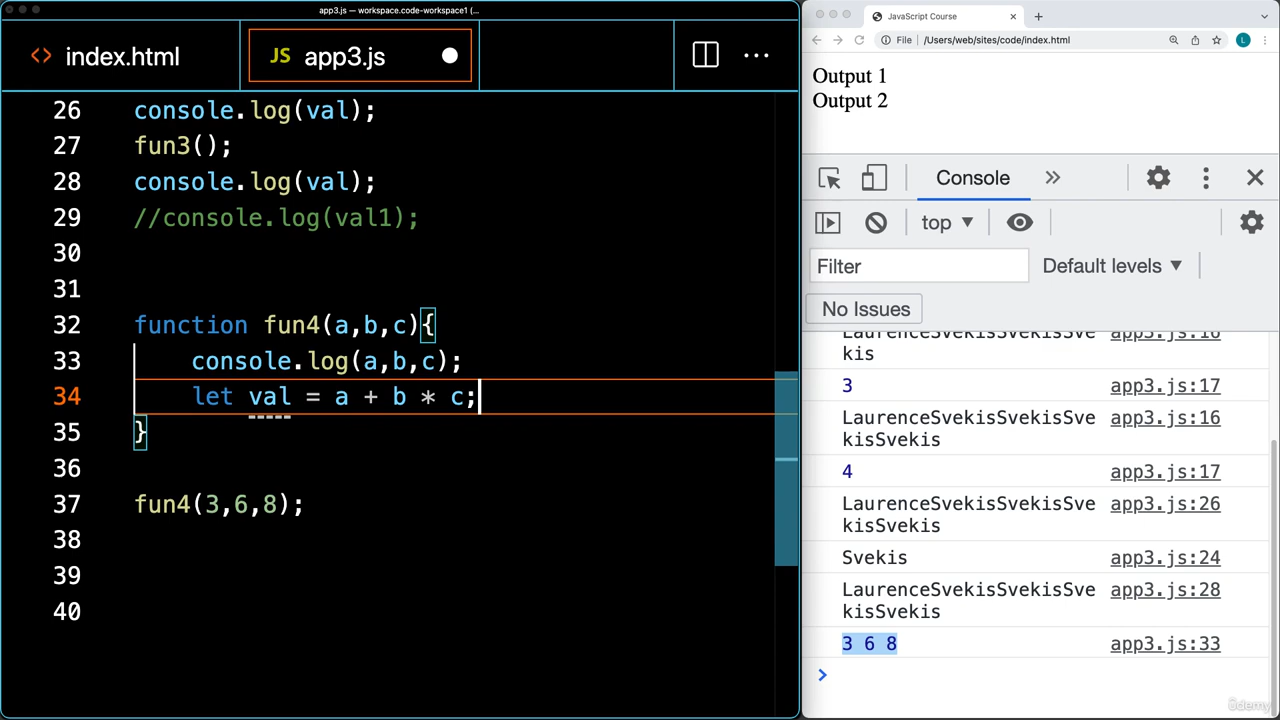 app3.js — workspace.code-workspace1 (...
index.html
JS app3.js
26 console.log(val);
27 fun3();
28 console.log(val);
29 //console.log(val1);
30
31
32 function fun4(a,b,c){
33 console.log(a,b,c);
34 let val = a + b * c;
35 }
36
37 fun4(3,6,8);
38
39
40
JavaScript Course
File /Users/web/sites/code/index.html L
Output 1
Output 2
Console
top
Filter Default levels
No Issues
LaurenceSvekisSvekisSve app3.js:16
kis
3 app3.js:17
LaurenceSvekisSvekisSve app3.js:16
kisSvekis
4 app3.js:17
LaurenceSvekisSvekisSve app3.js:26
kisSvekis
Svekis app3.js:24
LaurenceSvekisSvekisSve app3.js:28
kisSvekis
3 6 8 app3.js:33
ûdemy